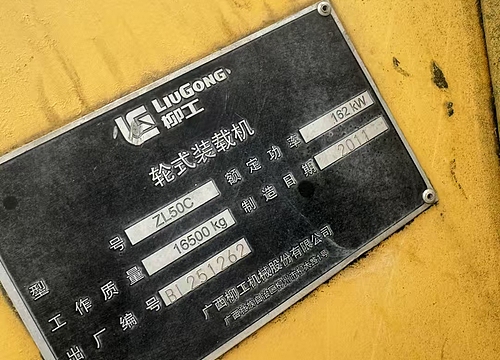 LIUGONG
柳工
轮式装载机
型号 ZL50C 额定功率 162 kW
工作质量 16500 kg 制造日期 2011
出厂编号 BL251262
广西柳工机械股份有限公司